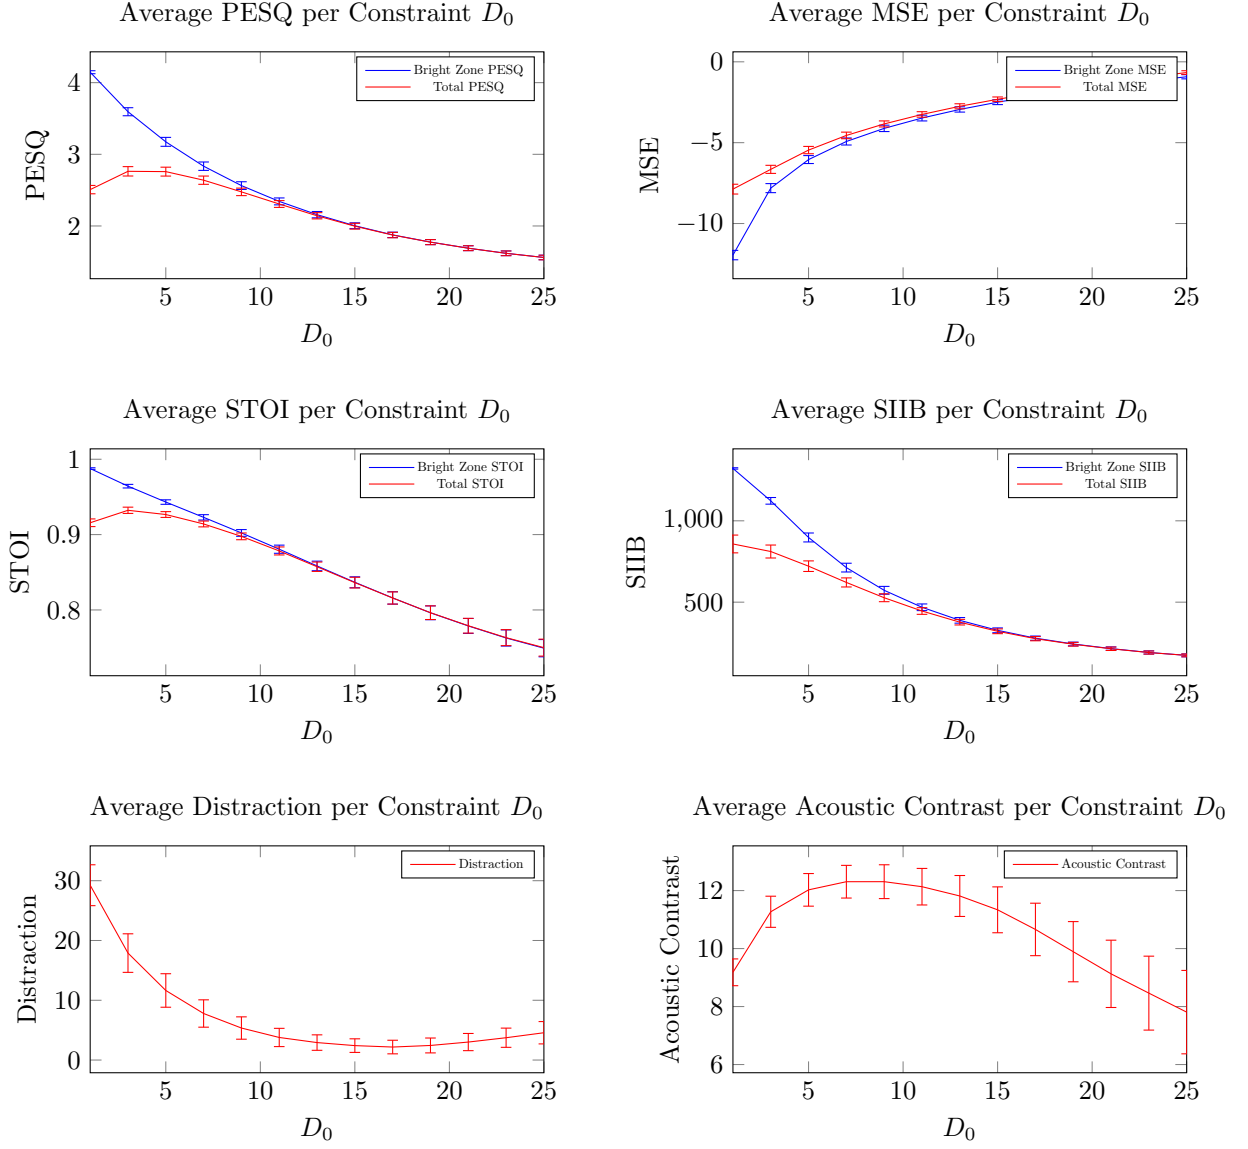 Average PESQ per Constraint D₀
4
3
2
PESQ
Bright Zone PESQ
Total PESQ
5 10 15 20 25
D₀
Average MSE per Constraint D₀
0
−5
−10
MSE
Bright Zone MSE
Total MSE
5 10 15 20 25
D₀
Average STOI per Constraint D₀
1
0.9
0.8
STOI
Bright Zone STOI
Total STOI
5 10 15 20 25
D₀
Average SIIB per Constraint D₀
1,000
500
SIIB
Bright Zone SIIB
Total SIIB
5 10 15 20 25
D₀
Average Distraction per Constraint D₀
30
20
10
0
Distraction
Distraction
5 10 15 20 25
D₀
Average Acoustic Contrast per Constraint D₀
12
10
8
6
Acoustic Contrast
Acoustic Contrast
5 10 15 20 25
D₀